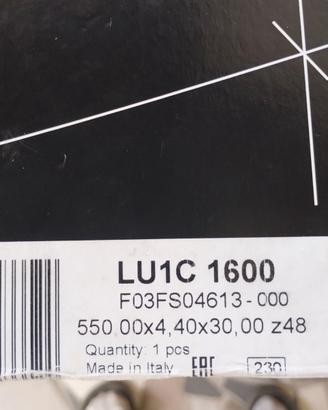 LU1C 1600
F03FS04613-000
550,00x4,40x30,00 z48
Quantity: 1 pcs
Made in Italy EAC 230